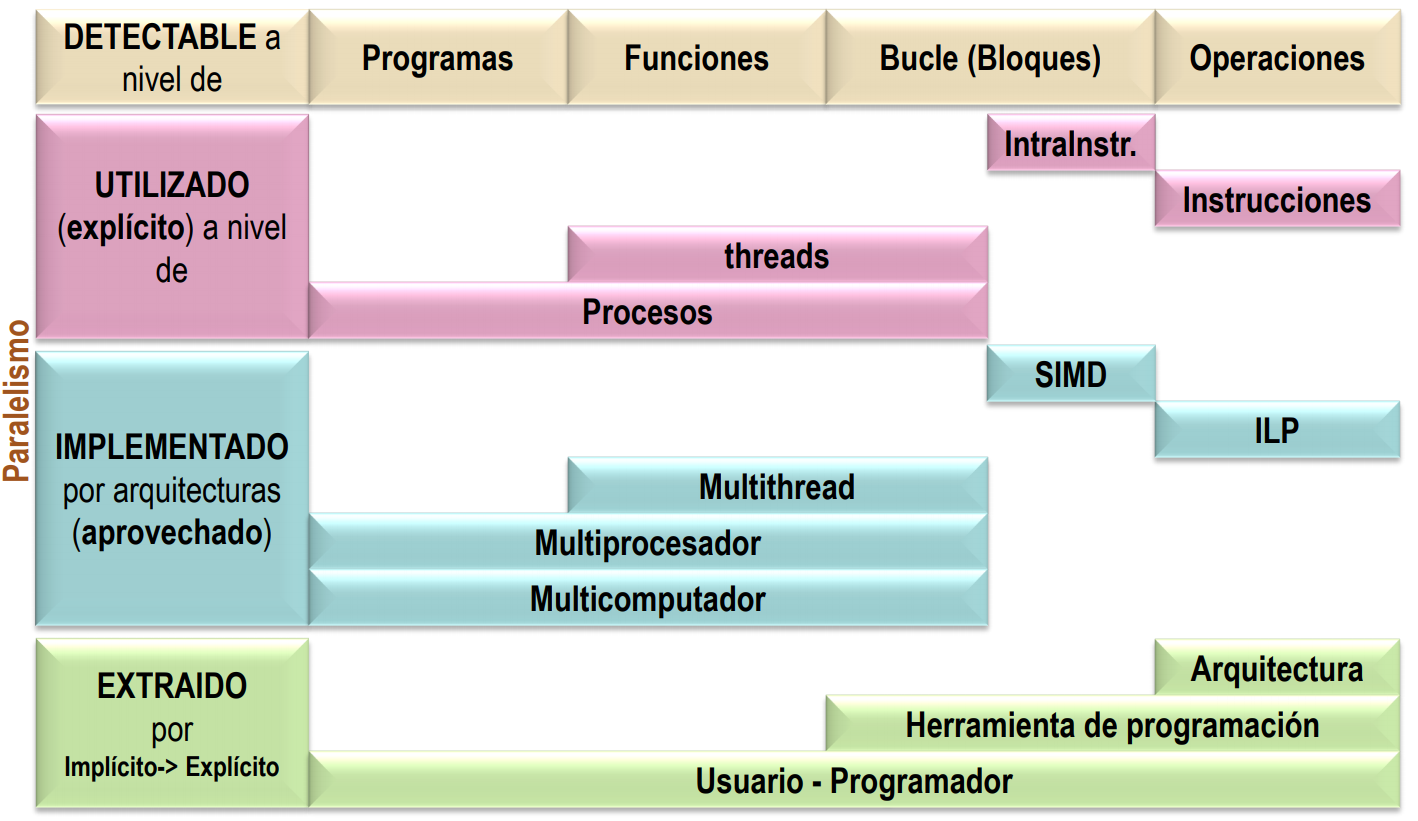 DETECTABLE a
nivel de
Programas
Funciones
Bucle (Bloques)
Operaciones
Paralelismo
UTILIZADO
(explícito) a nivel
de
IntraInstr.
Instrucciones
threads
Procesos
IMPLEMENTADO
por arquitecturas
(aprovechado)
SIMD
ILP
Multithread
Multiprocesador
Multicomputador
EXTRAIDO
por
Implícito-> Explícito
Arquitectura
Herramienta de programación
Usuario - Programador